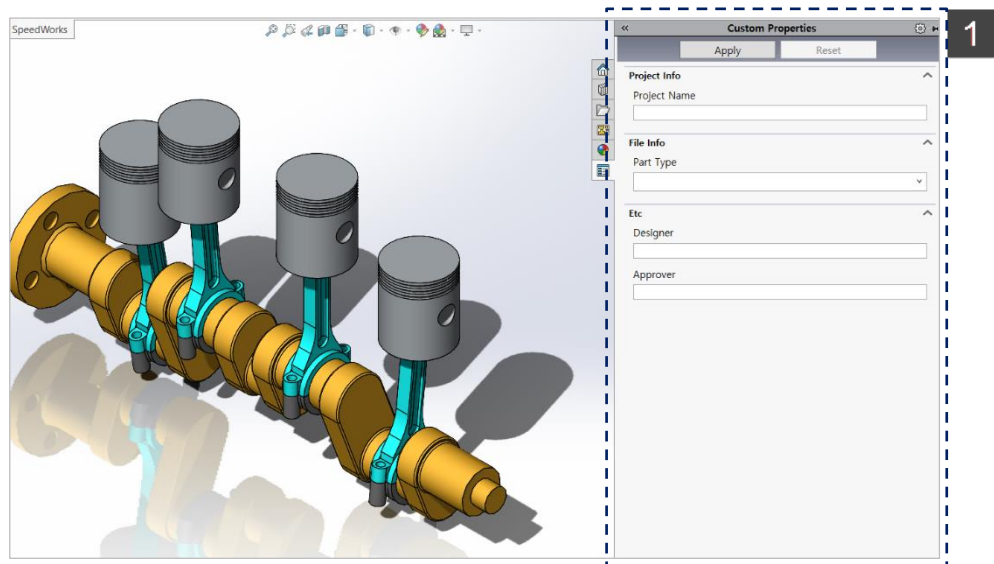 SpeedWorks
Custom Properties
1
Apply Reset
Project Info
Project Name
File Info
Part Type
Etc
Designer
Approver